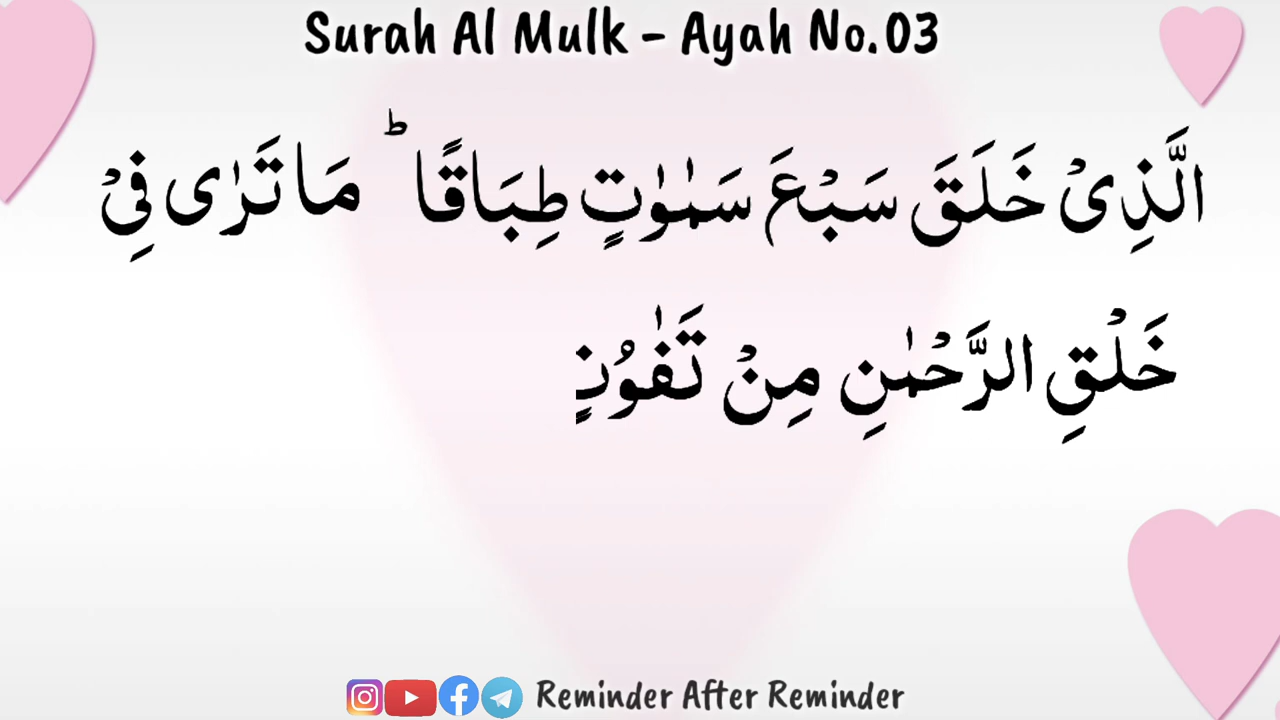 Surah Al Mulk - Ayah No.03
الَّذِىۡ خَلَقَ سَبۡعَ سَمٰوٰتٍ طِبَاقًا ؕ مَا تَرٰى فِىۡ
خَلۡقِ الرَّحۡمٰنِ مِنۡ
Reminder After Reminder